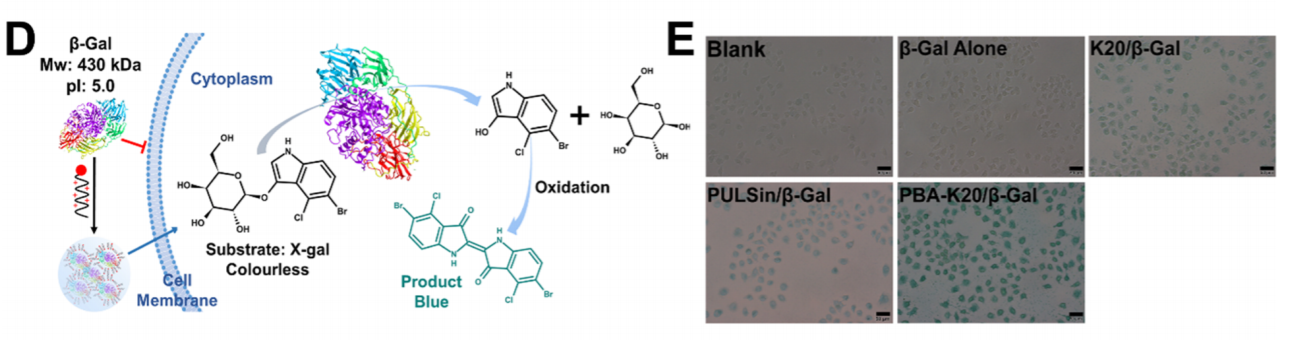 D
β-Gal
Mw: 430 kDa
pI: 5.0
Cytoplasm
Cell
Membrane
OH
HO
O
HO
OH
O
H
N
Cl
Br
Substrate: X-gal
Colourless
H
N
HO
Cl
Br
+
OH
HO
O
OH
HO
OH
Oxidation
Cl
Br
O
H
N
N
H
O
Cl
Br
Product
Blue
E
Blank
β-Gal Alone
K20/β-Gal
PULSin/β-Gal
PBA-K20/β-Gal